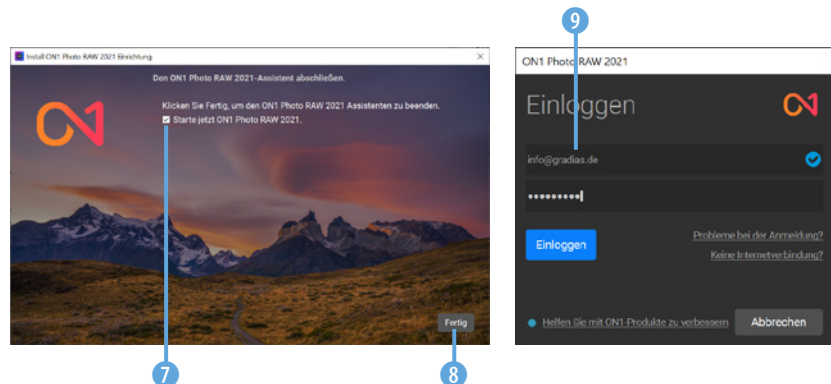 9
Install ON1 Photo RAW 2021 Einrichtung
Den ON1 Photo RAW 2021-Assistent abschließen.
Klicken Sie Fertig, um den ON1 Photo RAW 2021 Assistenten zu beenden.
Starte jetzt ON1 Photo RAW 2021.
Fertig
7
8
ON1 Photo RAW 2021
Einloggen
info@gradias.de
•••••••••
Einloggen
Probleme bei der Anmeldung?
Keine Internetverbindung?
Helfen Sie mit ON1-Produkte zu verbessern
Abbrechen